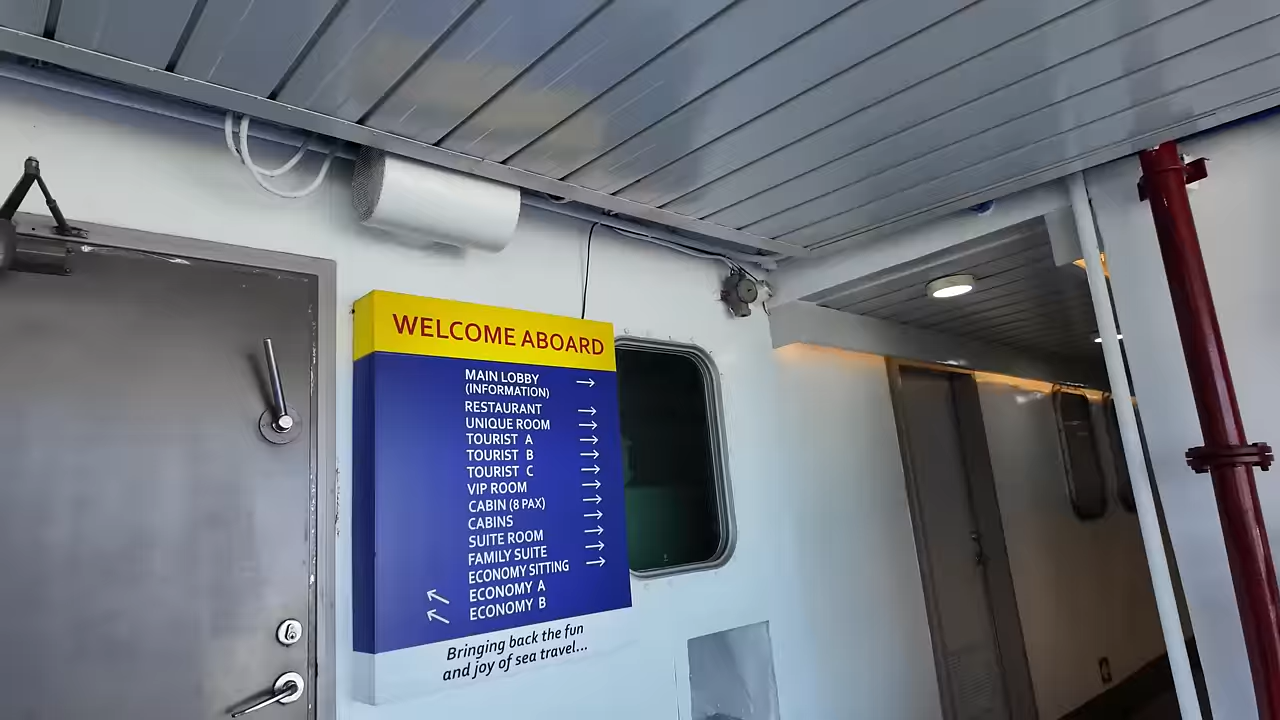 WELCOME ABOARD
MAIN LOBBY →
(INFORMATION)
RESTAURANT →
UNIQUE ROOM →
TOURIST A →
TOURIST B →
TOURIST C →
VIP ROOM →
CABIN (8 PAX) →
CABINS →
SUITE ROOM →
FAMILY SUITE →
ECONOMY SITTING →
↖ ECONOMY A
↖ ECONOMY B
Bringing back the fun
and joy of sea travel...